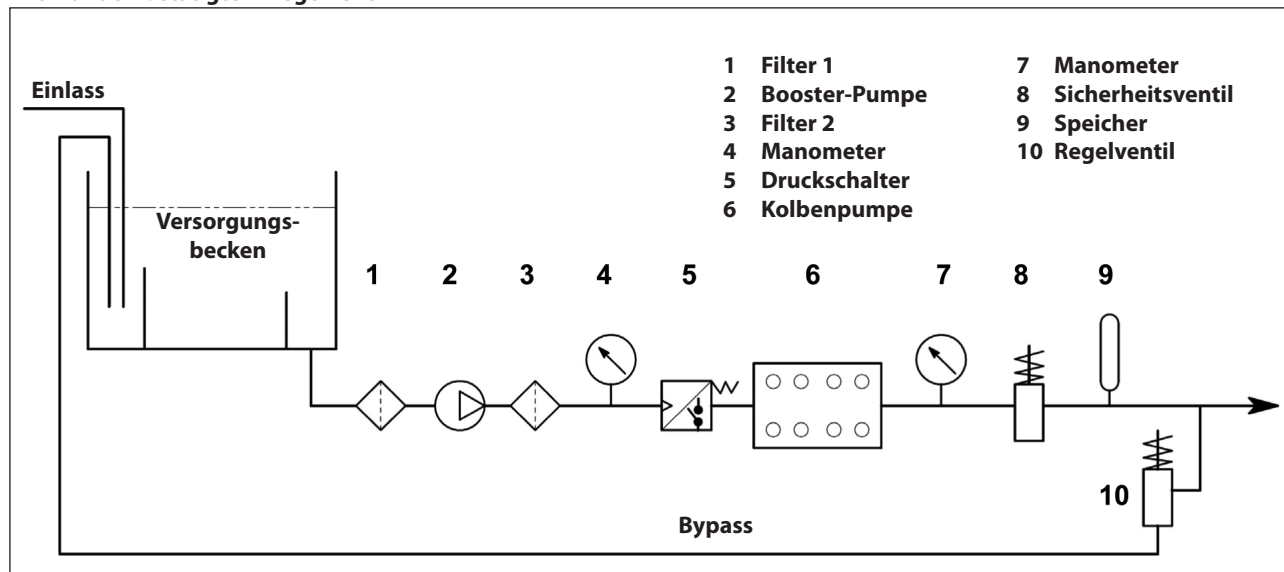 1 Filter 1
2 Booster-Pumpe
3 Filter 2
4 Manometer
5 Druckschalter
6 Kolbenpumpe
7 Manometer
8 Sicherheitsventil
9 Speicher
10 Regelventil
Einlass
Versorgungs-
becken
1 2 3 4 5 6 7 8 9
10
Bypass